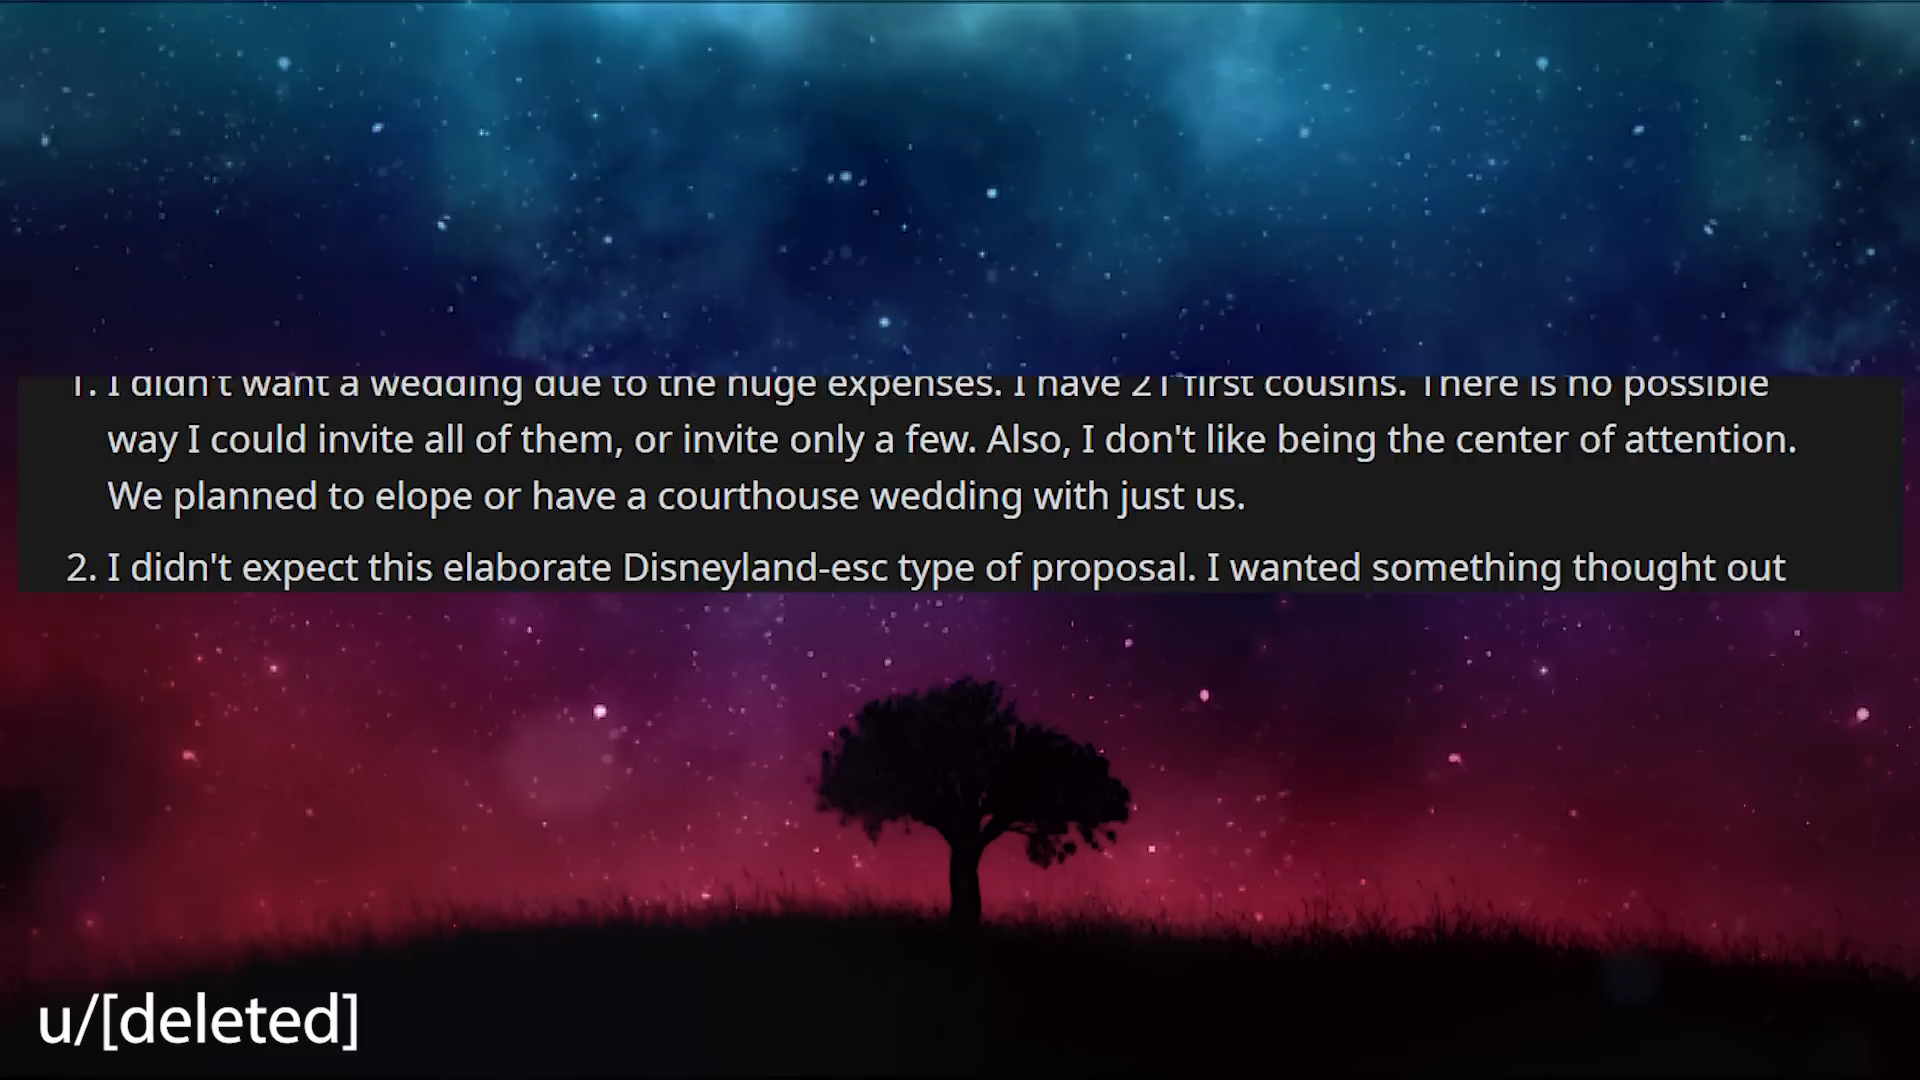 1. I didn't want a wedding due to the huge expenses. I have 21 first cousins. There is no possible
way I could invite all of them, or invite only a few. Also, I don't like being the center of attention.
We planned to elope or have a courthouse wedding with just us.
2. I didn't expect this elaborate Disneyland-esc type of proposal. I wanted something thought out
u/[deleted]